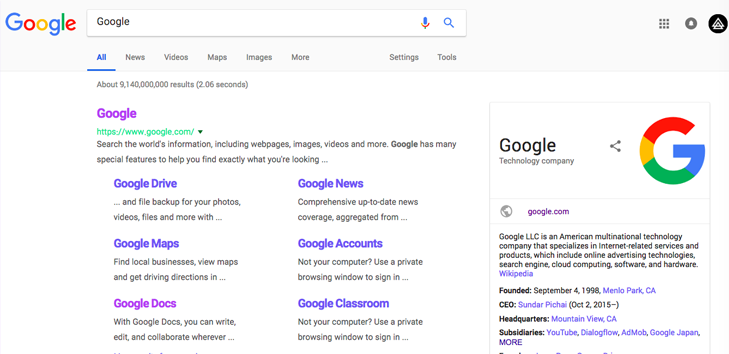 Google
Google
All News Videos Maps Images More Settings Tools
About 9,140,000,000 results (2.06 seconds)
Google
https://www.google.com/
Search the world's information, including webpages, images, videos and more. Google has many
special features to help you find exactly what you're looking ...
Google Drive
... and file backup for your photos,
videos, files and more with ...
Google News
Comprehensive up-to-date news
coverage, aggregated from ...
Google Maps
Find local businesses, view maps
and get driving directions in ...
Google Accounts
Not your computer? Use a private
browsing window to sign in ...
Google Docs
With Google Docs, you can write,
edit, and collaborate wherever ...
Google Classroom
Not your computer? Use a private
browsing window to sign in ...
Google
Technology company
google.com
Google LLC is an American multinational technology
company that specializes in Internet-related services and
products, which include online advertising technologies,
search engine, cloud computing, software, and hardware.
Wikipedia
Founded: September 4, 1998, Menlo Park, CA
CEO: Sundar Pichai (Oct 2, 2015–)
Headquarters: Mountain View, CA
Subsidiaries: YouTube, Dialogflow, AdMob, Google Japan,
MORE